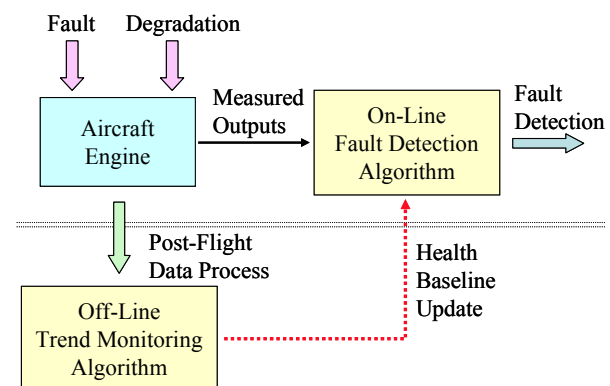 Fault
Degradation
Aircraft
Engine
Measured
Outputs
On-Line
Fault Detection
Algorithm
Fault
Detection
Post-Flight
Data Process
Health
Baseline
Update
Off-Line
Trend Monitoring
Algorithm